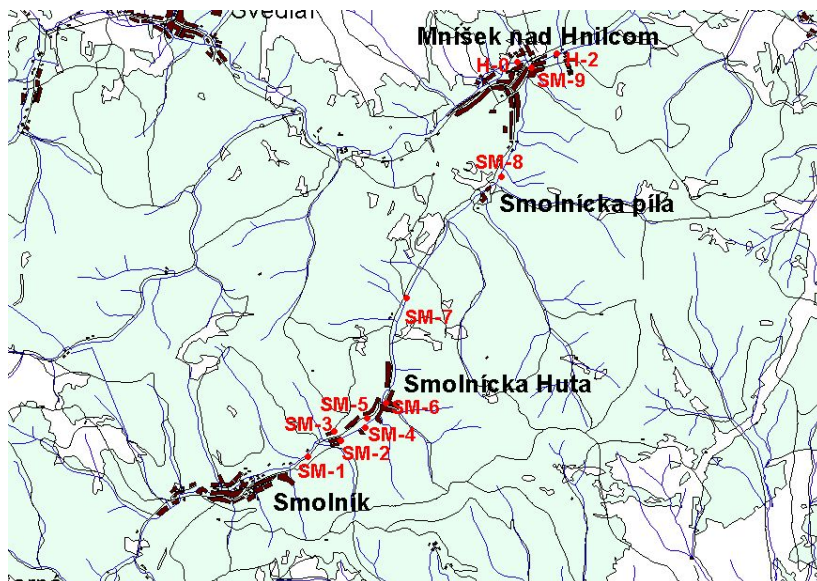 Mníšek nad Hnilcom
H-0
H-2
SM-9
SM-8
Smolnícka píla
SM-7
Smolnícka Huta
SM-5
SM-6
SM-3
SM-4
SM-2
SM-1
Smolník